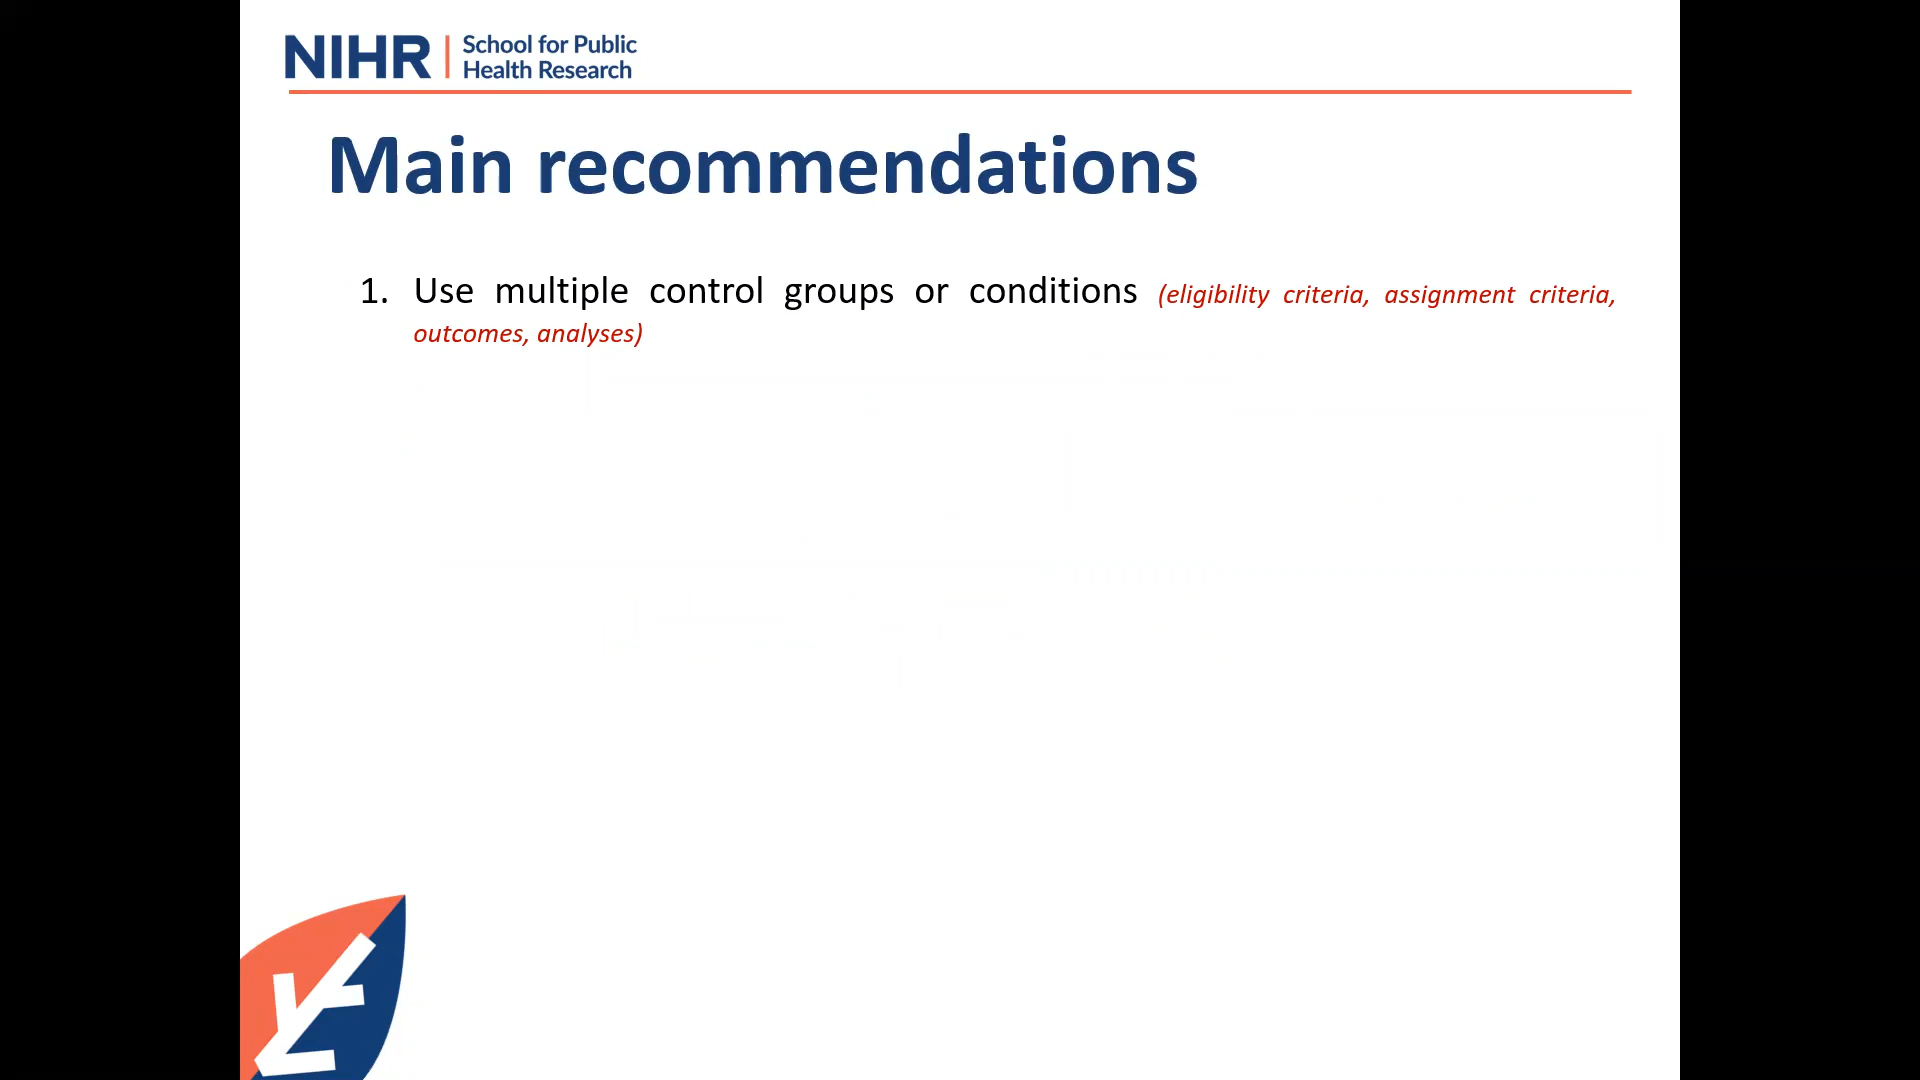 NIHR School for Public
Health Research
Main recommendations
1. Use multiple control groups or conditions (eligibility criteria, assignment criteria,
outcomes, analyses)